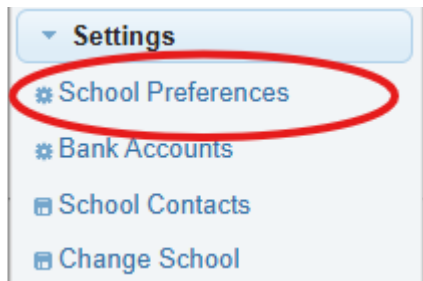 Settings
School Preferences
Bank Accounts
School Contacts
Change School